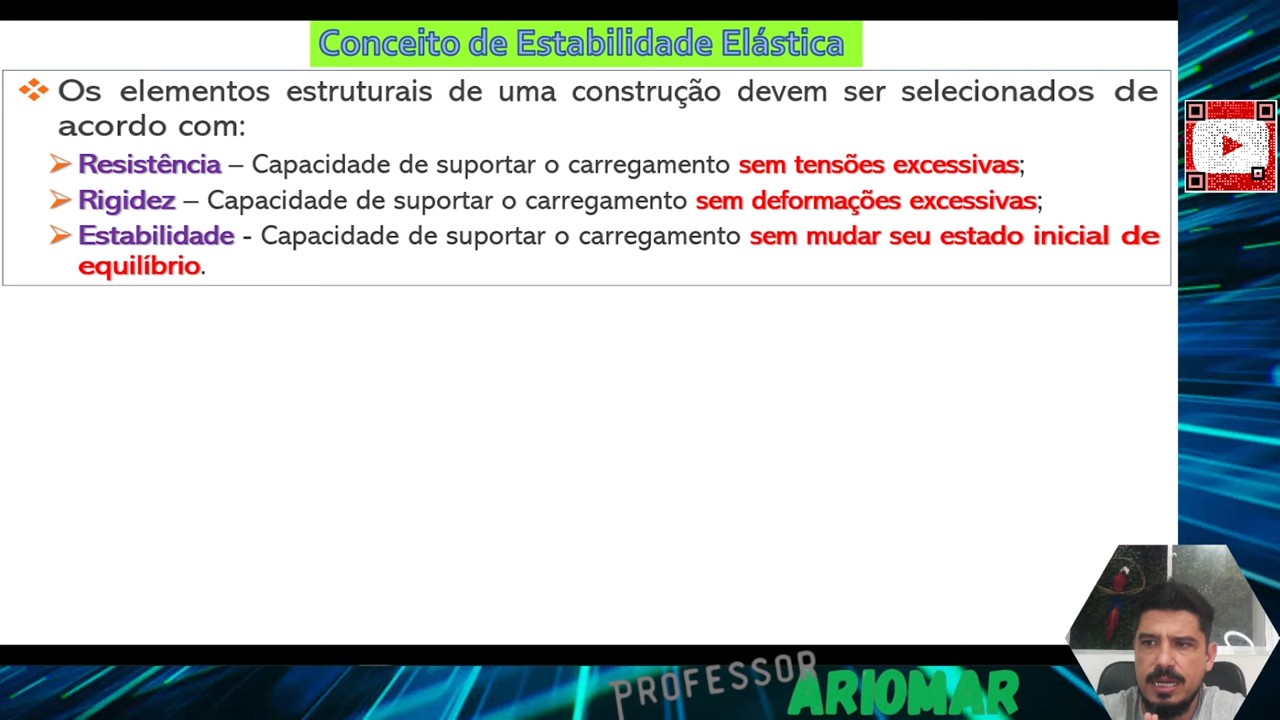 Conceito de Estabilidade Elástica
Os elementos estruturais de uma construção devem ser selecionados de
acordo com:
Resistência – Capacidade de suportar o carregamento sem tensões excessivas;
Rigidez – Capacidade de suportar o carregamento sem deformações excessivas;
Estabilidade - Capacidade de suportar o carregamento sem mudar seu estado inicial de
equilíbrio.
PROFESSOR
ARIOMAR